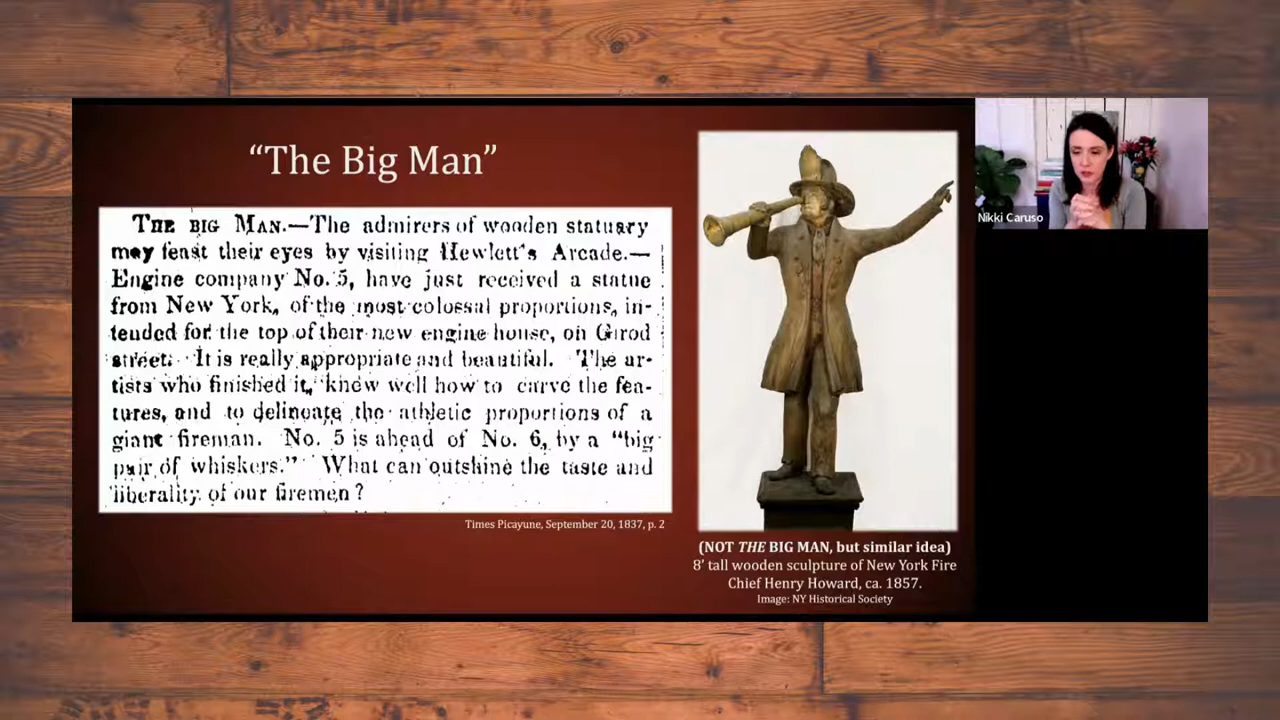 “The Big Man”
THE BIG MAN.—The admirers of wooden statuary
may feast their eyes by visiting Hewlett's Arcade.—
Engine company No. 5, have just received a statue
from New York, of the most colossal proportions, in-
tended for the top of their new engine house, on Girod
street. It is really appropriate and beautiful. The ar-
tists who finished it, knew well how to carve the fea-
tures, and to delineate the athletic proportions of a
giant fireman. No. 5 is ahead of No. 6, by a “big
pair of whiskers.” What can outshine the taste and
liberality of our firemen?
Times Picayune, September 20, 1837, p. 2
(NOT THE BIG MAN, but similar idea)
8’ tall wooden sculpture of New York Fire
Chief Henry Howard, ca. 1857.
Image: NY Historical Society
Nikki Caruso